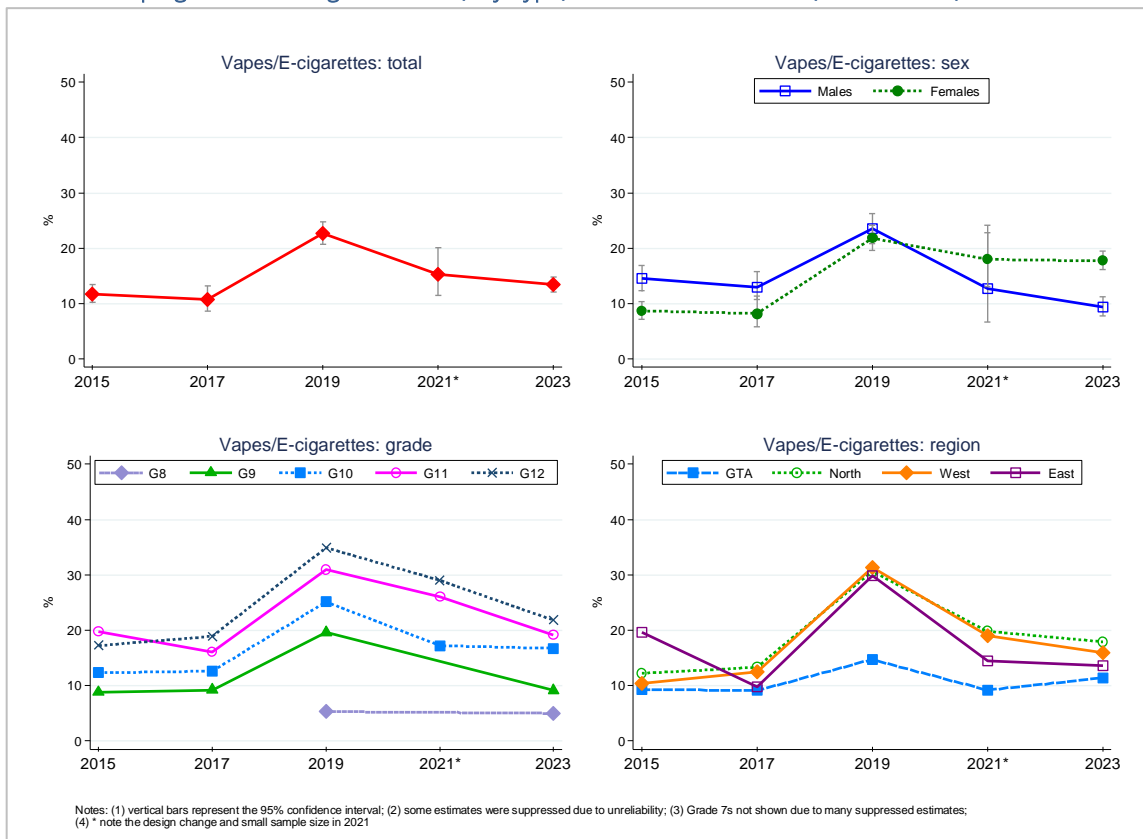 Vapes/E-cigarettes: total
50
40
30
20
10
0
%
2015 2017 2019 2021* 2023
Vapes/E-cigarettes: sex
Males Females
50
40
30
20
10
0
%
2015 2017 2019 2021* 2023
Vapes/E-cigarettes: grade
G8 G9 G10 G11 G12
50
40
30
20
10
0
%
2015 2017 2019 2021* 2023
Vapes/E-cigarettes: region
GTA North West East
50
40
30
20
10
0
%
2015 2017 2019 2021* 2023
Notes: (1) vertical bars represent the 95% confidence interval; (2) some estimates were suppressed due to unreliability; (3) Grade 7s not shown due to many suppressed estimates;
(4) * note the design change and small sample size in 2021